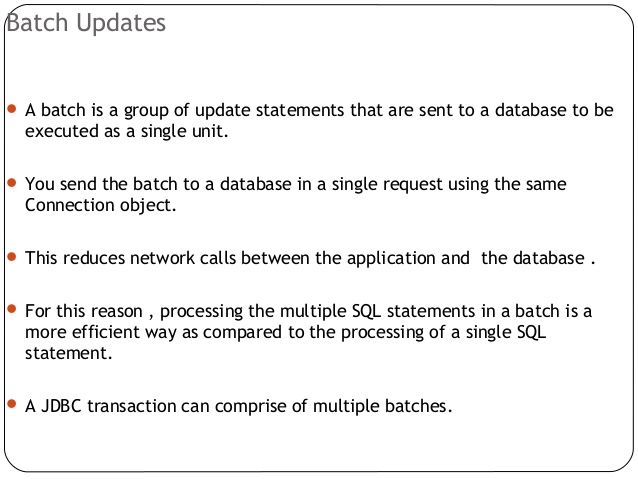 Batch Updates
A batch is a group of update statements that are sent to a database to be
executed as a single unit.
You send the batch to a database in a single request using the same
Connection object.
This reduces network calls between the application and  the database .
For this reason , processing the multiple SQL statements in a batch is a
more efficient way as compared to the processing of a single SQL
statement.
A JDBC transaction can comprise of multiple batches.